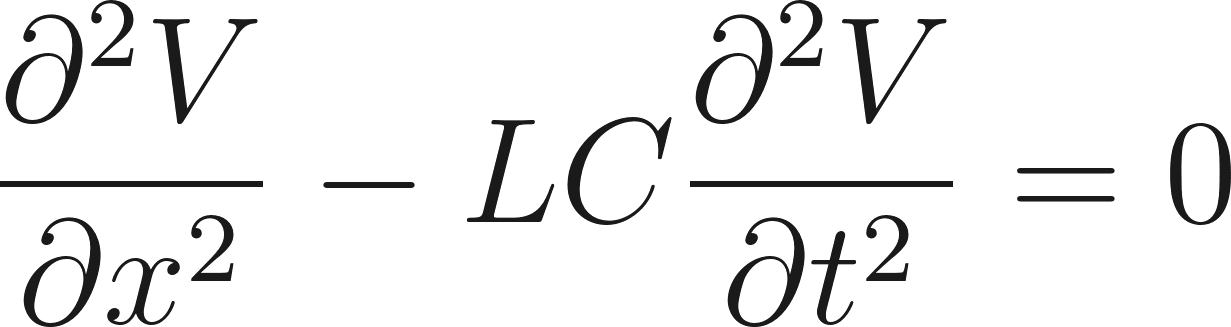 ∂²V/∂x² − LC ∂²V/∂t² = 0